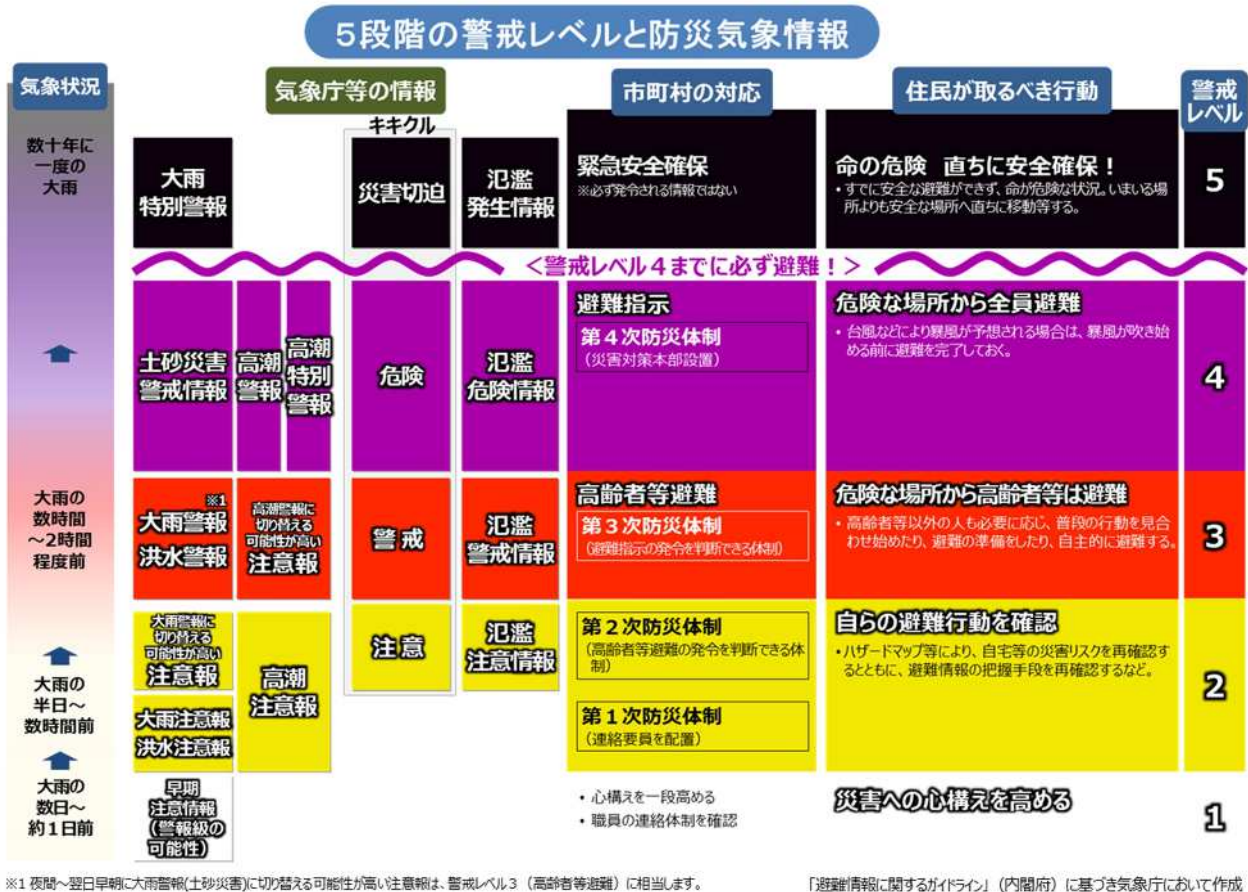 ５段階の警戒レベルと防災気象情報
気象状況
気象庁等の情報
市町村の対応
住民が取るべき行動
警戒
レベル
キキクル
数十年に
一度の
大雨
大雨
特別警報
災害切迫
氾濫
発生情報
緊急安全確保
※必ず発令される情報ではない
命の危険 直ちに安全確保！
・すでに安全な避難ができず、命が危険な状況。いまいる場
所よりも安全な場所へ直ちに移動等する。
5
＜警戒レベル４までに必ず避難！＞
土砂災害
警戒情報
高潮
警報
高潮
特別
警報
危険
氾濫
危険情報
避難指示
第４次防災体制
（災害対策本部設置）
危険な場所から全員避難
・台風などにより暴風が予想される場合は、暴風が吹き始
める前に避難を完了しておく。
4
大雨の
数時間
～2時間
程度前
※1
大雨警報
洪水警報
高潮警報に
切り替える
可能性が高い
注意報
警戒
氾濫
警戒情報
高齢者等避難
第３次防災体制
（避難指示の発令を判断できる体制）
危険な場所から高齢者等は避難
・高齢者等以外の人も必要に応じ、普段の行動を見合
わせ始めたり、避難の準備をしたり、自主的に避難する。
3
大雨の
半日～
数時間前
大雨警報に
切り替える
可能性が高い
注意報
大雨注意報
洪水注意報
高潮
注意報
注意
氾濫
注意情報
第２次防災体制
（高齢者等避難の発令を判断できる体
制）
第１次防災体制
（連絡要員を配置）
自らの避難行動を確認
・ハザードマップ等により、自宅等の災害リスクを再確認す
るとともに、避難情報の把握手段を再確認するなど。
2
大雨の
数日～
約１日前
早期
注意情報
（警報級の
可能性）
・心構えを一段高める
・職員の連絡体制を確認
災害への心構えを高める
1
※1 夜間～翌日早朝に大雨警報(土砂災害)に切り替える可能性が高い注意報は、警戒レベル３（高齢者等避難）に相当します。
「避難情報に関するガイドライン」（内閣府）に基づき気象庁において作成